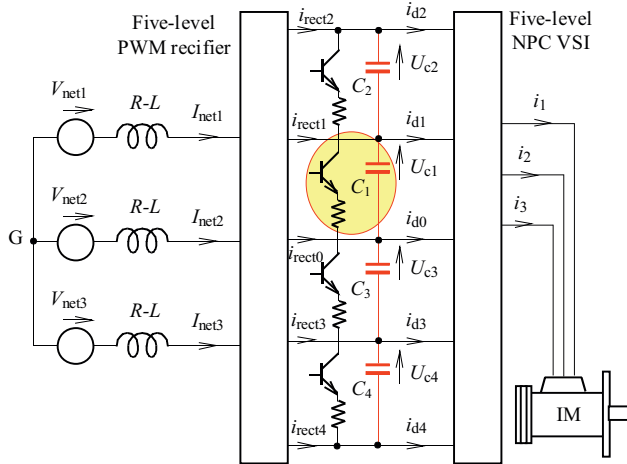 Five-level
PWM recifier
Five-level
NPC VSI
i_rect2
i_d2
V_net1
R-L
I_net1
C_2
U_c2
i_rect1
i_d1
i_1
C_1
U_c1
i_2
V_net2
R-L
I_net2
i_3
G
i_rect0
i_d0
C_3
U_c3
V_net3
R-L
I_net3
i_rect3
i_d3
C_4
U_c4
i_rect4
i_d4
IM